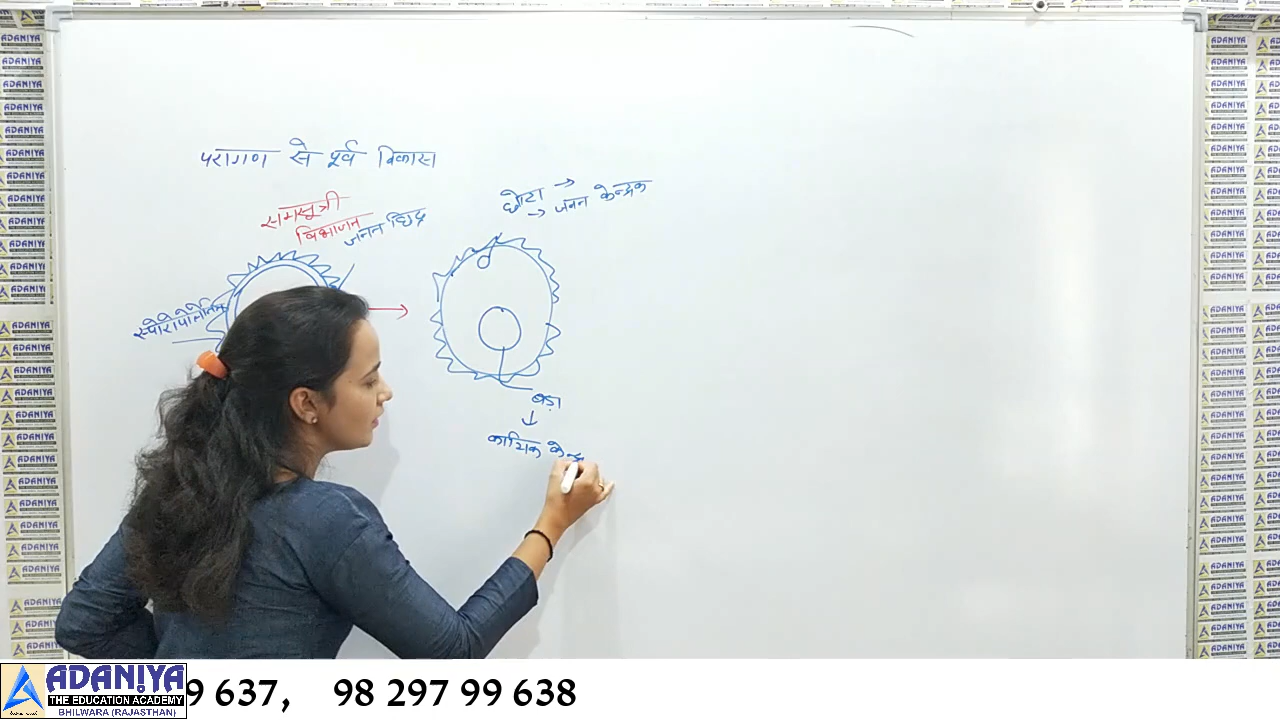 परागण से पूर्व विकास
समसूत्री
विभाजन
जनन छिद्र
छोटा →
→ जनन केन्द्रक
स्पोरोपोलेनिन
बड़ा
↓
कायिक केन्द्र
ADANIYA
THE EDUCATION ACADEMY
BHILWARA (RAJASTHAN)
9 637, 98 297 99 638